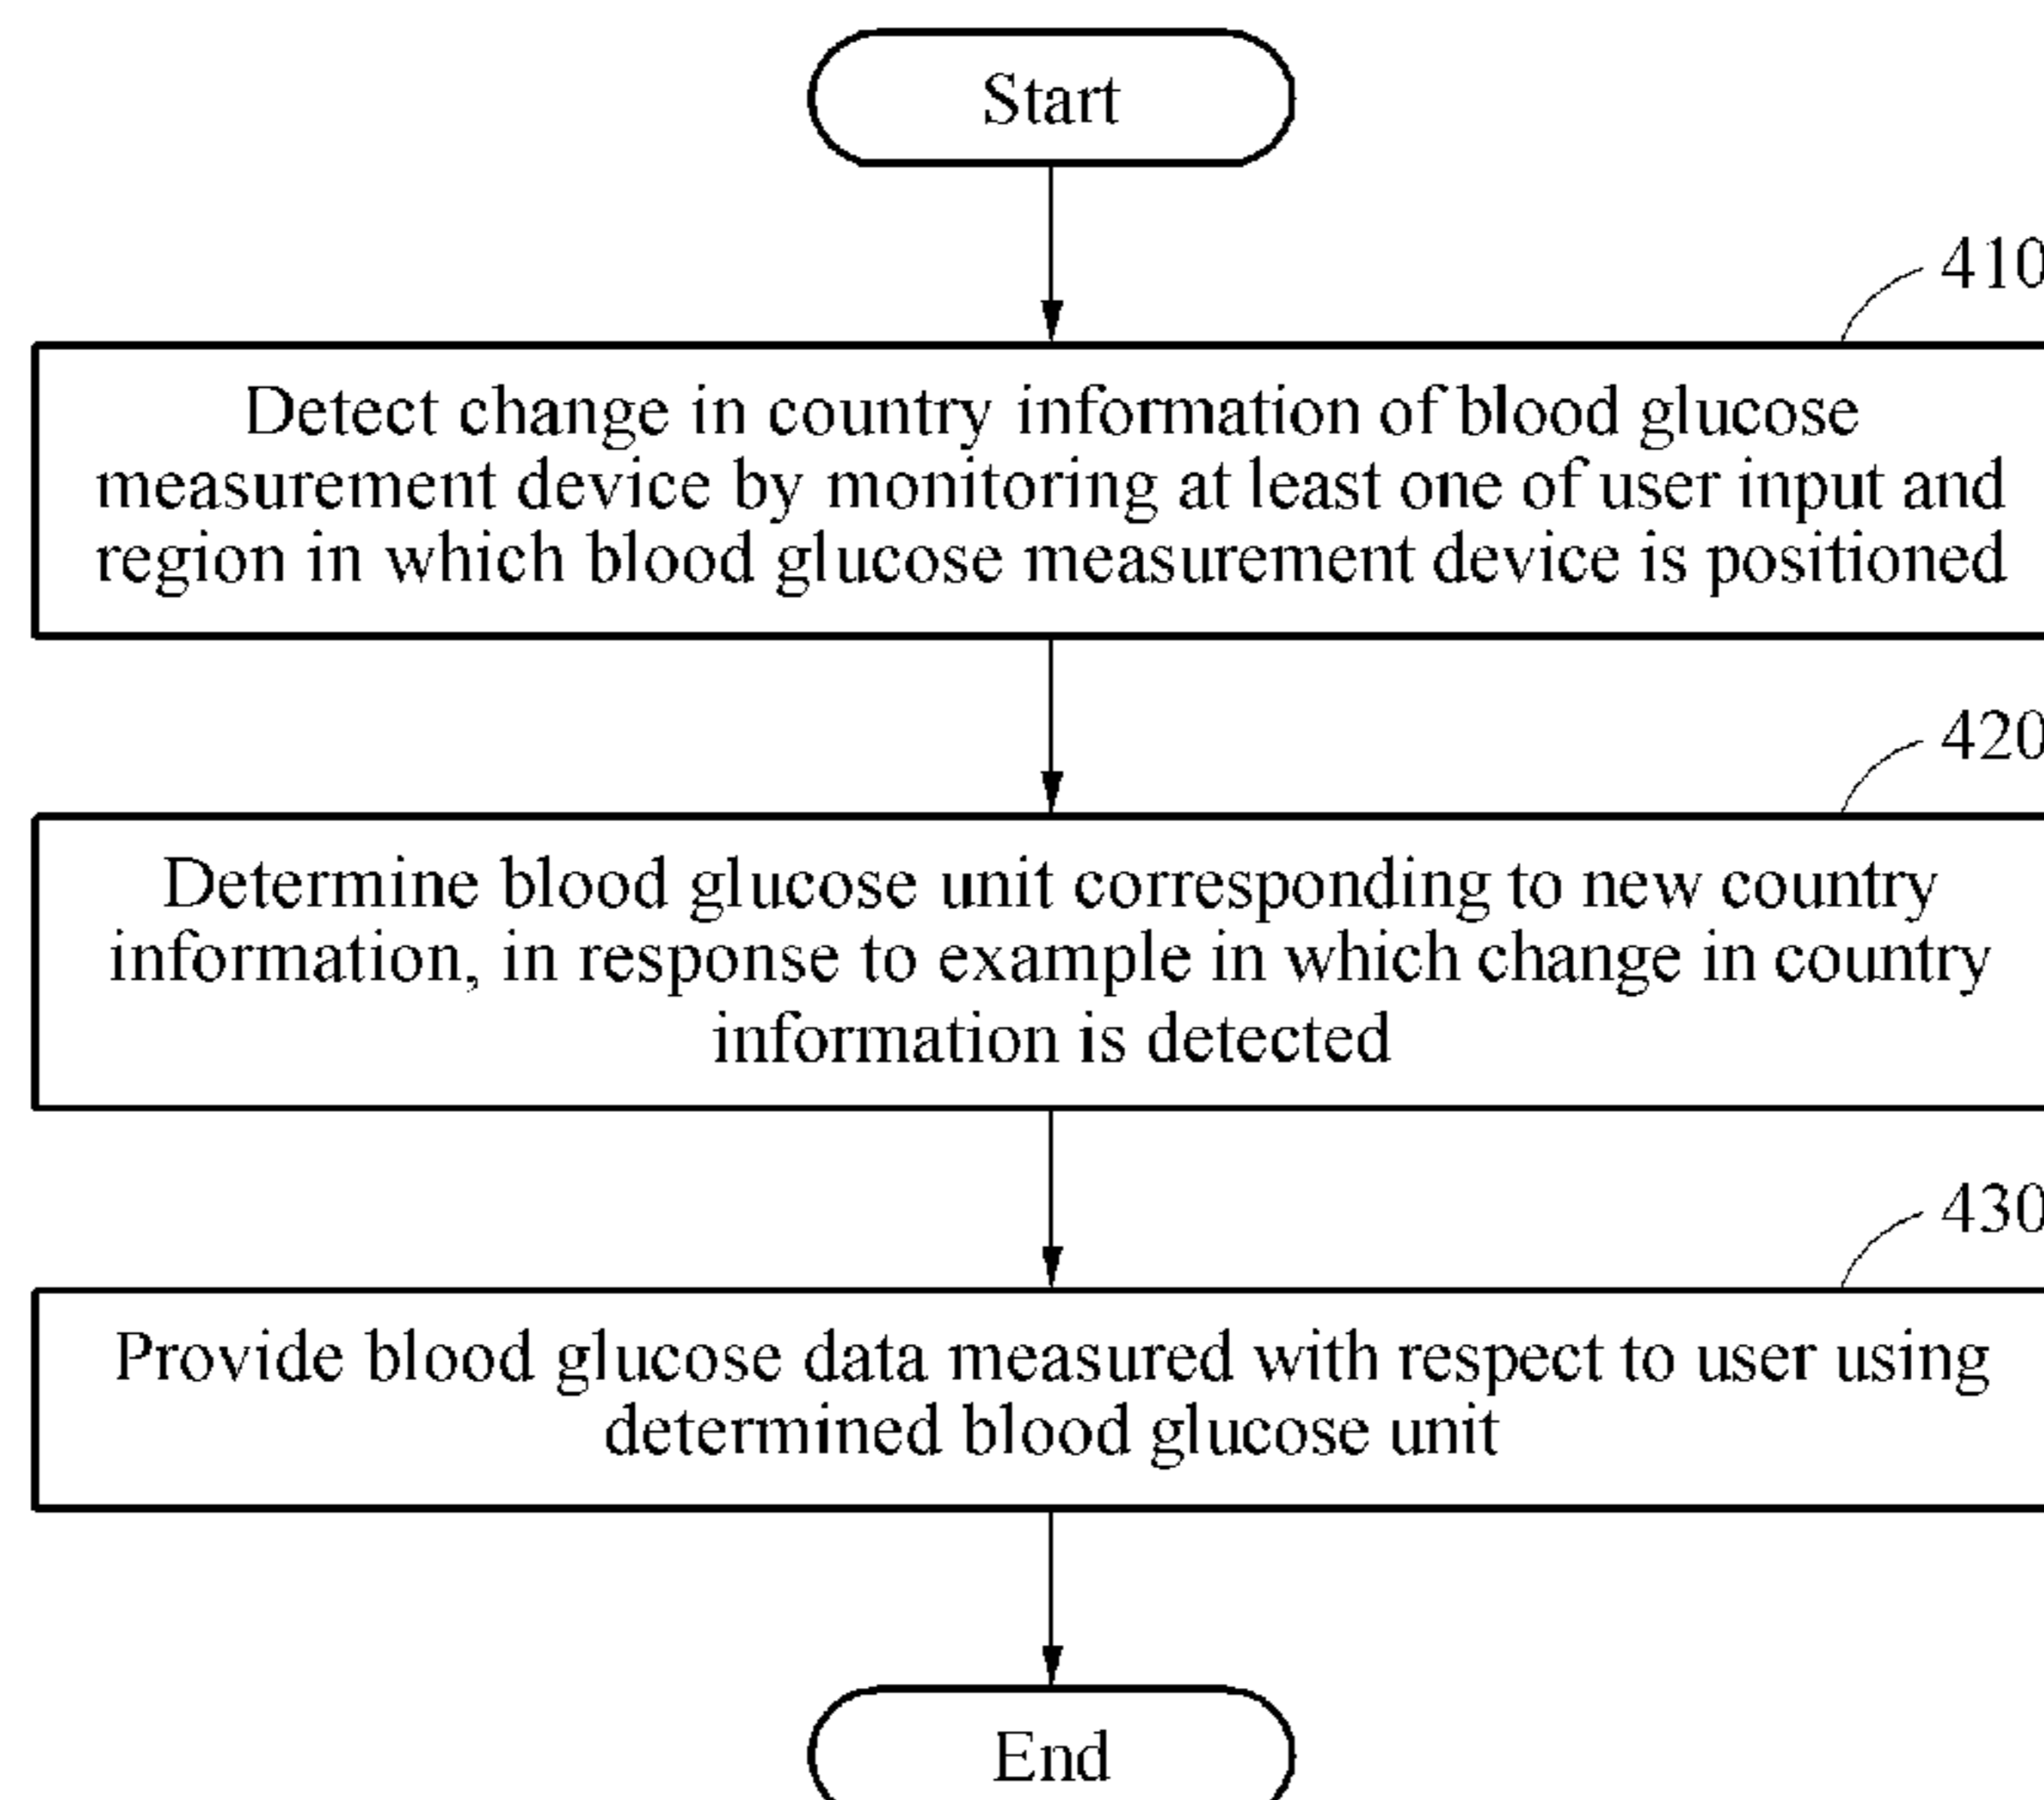 Start
410
Detect change in country information of blood glucose
measurement device by monitoring at least one of user input and
region in which blood glucose measurement device is positioned
420
Determine blood glucose unit corresponding to new country
information, in response to example in which change in country
information is detected
430
Provide blood glucose data measured with respect to user using
determined blood glucose unit
End